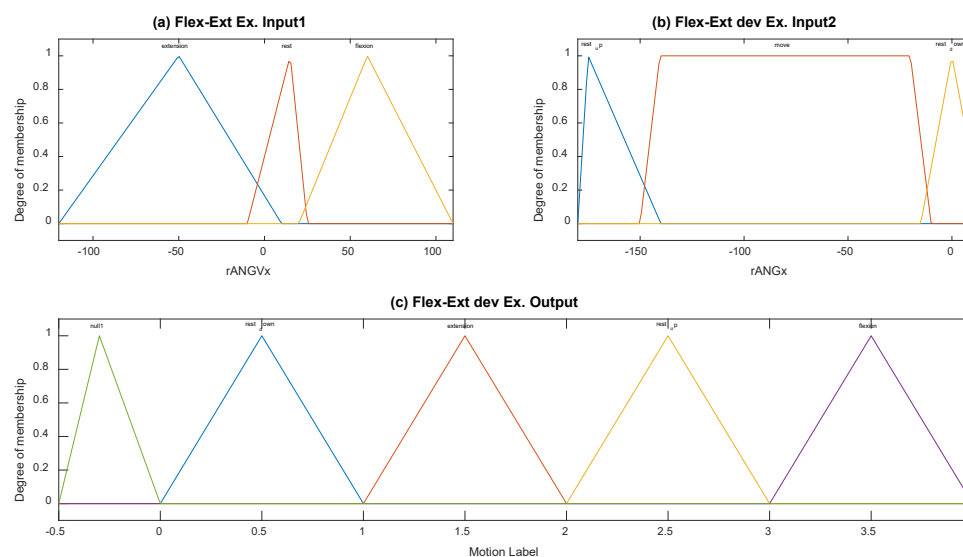 (a) Flex-Ext Ex. Input1
extension rest flexion
1
0.8
0.6
0.4
0.2
0
Degree of membership
-100 -50 0 50 100
rANGVx
(b) Flex-Ext dev Ex. Input2
rest_up move rest_down
1
0.8
0.6
0.4
0.2
0
Degree of membership
-150 -100 -50 0
rANGx
(c) Flex-Ext dev Ex. Output
null1 rest_down extension rest_up flexion
1
0.8
0.6
0.4
0.2
0
Degree of membership
-0.5 0 0.5 1 1.5 2 2.5 3 3.5
Motion Label